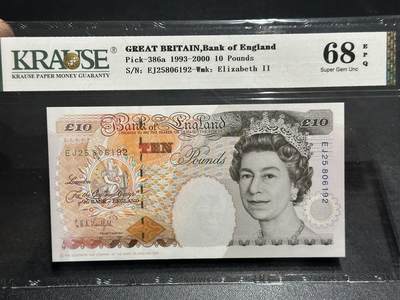 KRAUSE
KRAUSE PAPER MONEY GUARANTY
GREAT BRITAIN,Bank of England
Pick-386a 1993-2000 10 Pounds
S/N: EJ25806192-Wmk: Elizabeth II
68 EPQ
Super Gem Unc
£10 Bank of England £10
EJ25 806192
TEN
Pounds
EJ25 806192